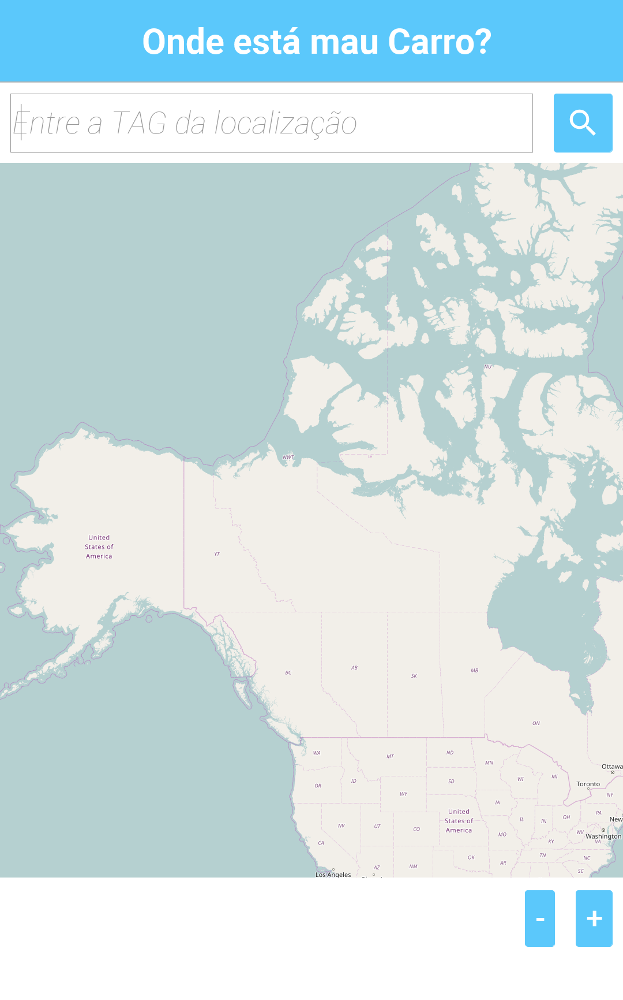 Onde está mau Carro?
Entre a TAG da localização
NU
NWT
United
States of
America
YT
BC
AB
SK
MB
ON
WA
MT
ND
MN
OR
ID
SD
WI
MI
Ottawa
Toronto
WY
NY
IA
United
States of
America
NV
UT
CO
IL
IN
OH
PA
New
MO
WV
Washington
CA
KY
VA
OK
TN
AZ
NM
AR
NC
SC
Los Angeles
- +